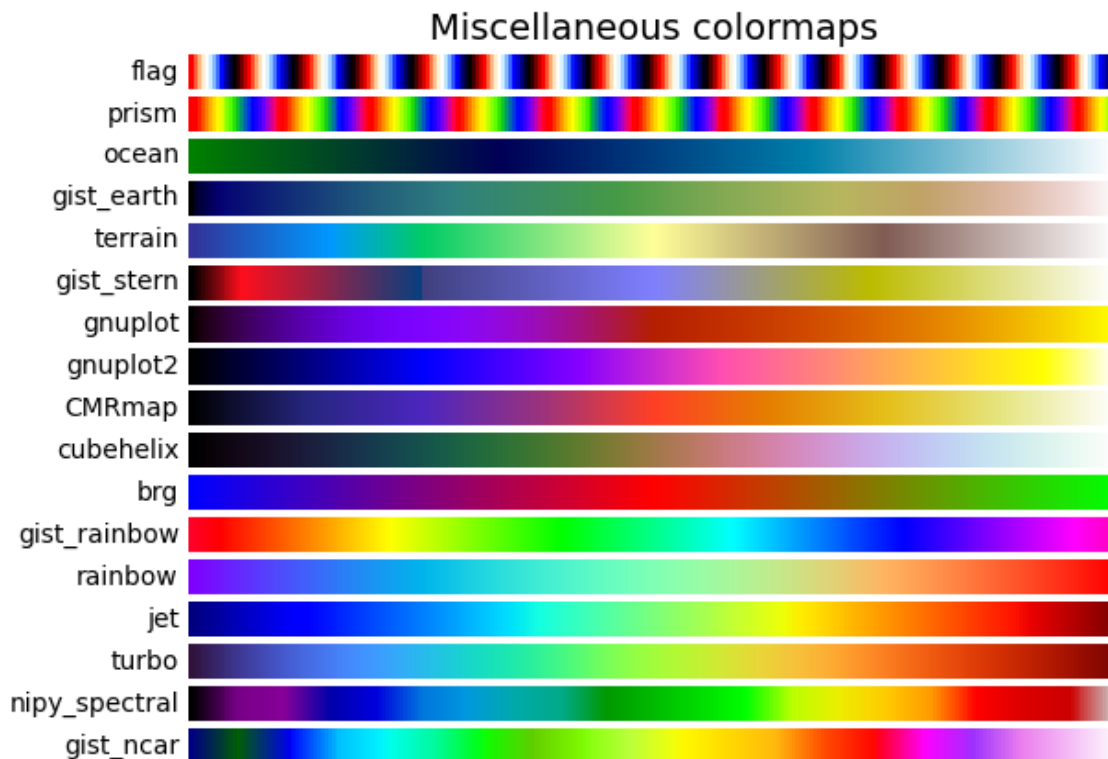 Miscellaneous colormaps
flag
prism
ocean
gist_earth
terrain
gist_stern
gnuplot
gnuplot2
CMRmap
cubehelix
brg
gist_rainbow
rainbow
jet
turbo
nipy_spectral
gist_ncar